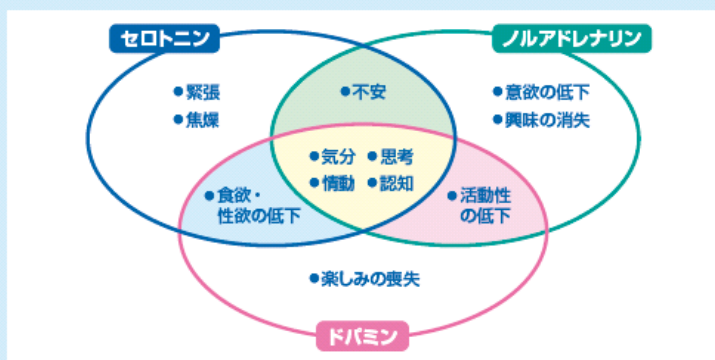 セロトニン
ノルアドレナリン
●緊張
●焦燥
●不安
●意欲の低下
●興味の消失
●気分 ●思考
●情動 ●認知
●食欲・
性欲の低下
●活動性
の低下
●楽しみの喪失
ドパミン